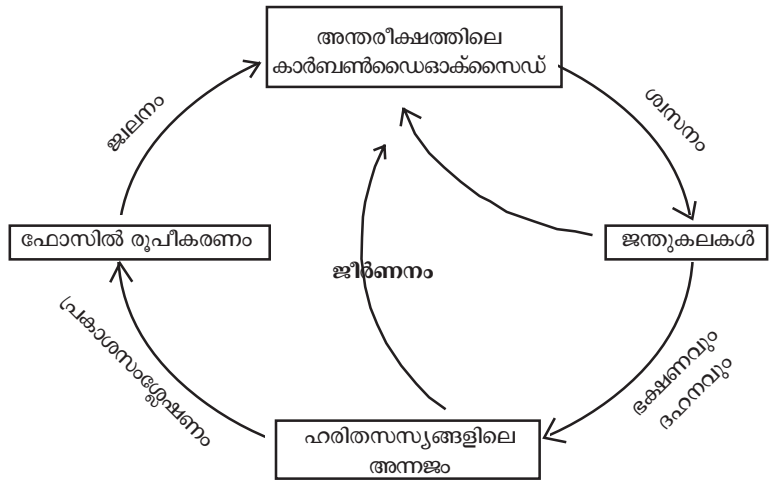 അന്തരീക്ഷത്തിലെ
കാർബൺഡൈഓക്സൈഡ്
ജ്വലനം
ശ്വസനം
ഫോസിൽ രൂപീകരണം
ജന്തുകലകൾ
ജീർണനം
പ്രകാശസംശ്ലേഷണം
ഭക്ഷണവും
ദഹനവും
ഹരിതസസ്യങ്ങളിലെ
അന്നജം